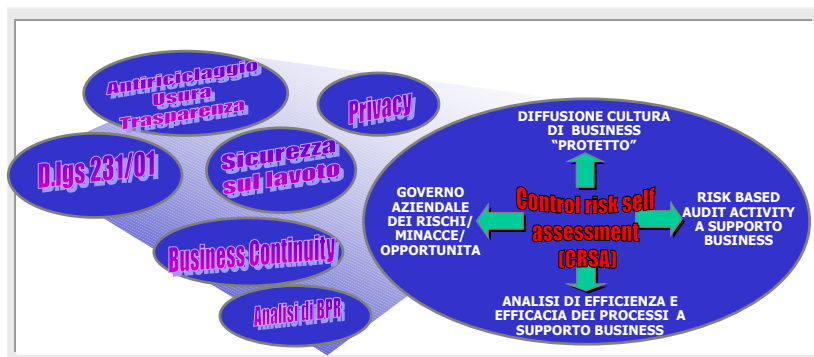 Antiriciclaggio
Usura
Trasparenza
Privacy
D.lgs 231/01
Sicurezza
sul lavoto
Business Continuity
Analisi di BPR
DIFFUSIONE CULTURA
DI BUSINESS
“PROTETTO”
GOVERNO
AZIENDALE
DEI RISCHI/
MINACCE/
OPPORTUNITA
Control risk self
assessment
(CRSA)
RISK BASED
AUDIT ACTIVITY
A SUPPORTO
BUSINESS
ANALISI DI EFFICIENZA E
EFFICACIA DEI PROCESSI A
SUPPORTO BUSINESS